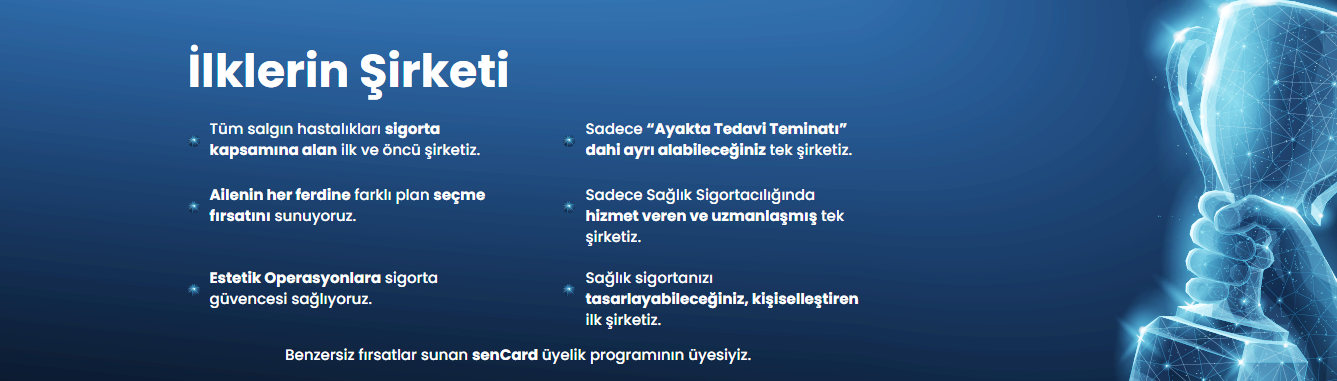 İlklerin Şirketi
Tüm salgın hastalıkları sigorta
kapsamına alan ilk ve öncü şirketiz.
Ailenin her ferdine farklı plan seçme
fırsatını sunuyoruz.
Estetik Operasyonlara sigorta
güvencesi sağlıyoruz.
Sadece “Ayakta Tedavi Teminatı”
dahi ayrı alabileceğiniz tek şirketiz.
Sadece Sağlık Sigortacılığında
hizmet veren ve uzmanlaşmış tek
şirketiz.
Sağlık sigortanızı
tasarlayabileceğiniz, kişiselleştiren
ilk şirketiz.
Benzersiz fırsatlar sunan senCard üyelik programının üyesiyiz.